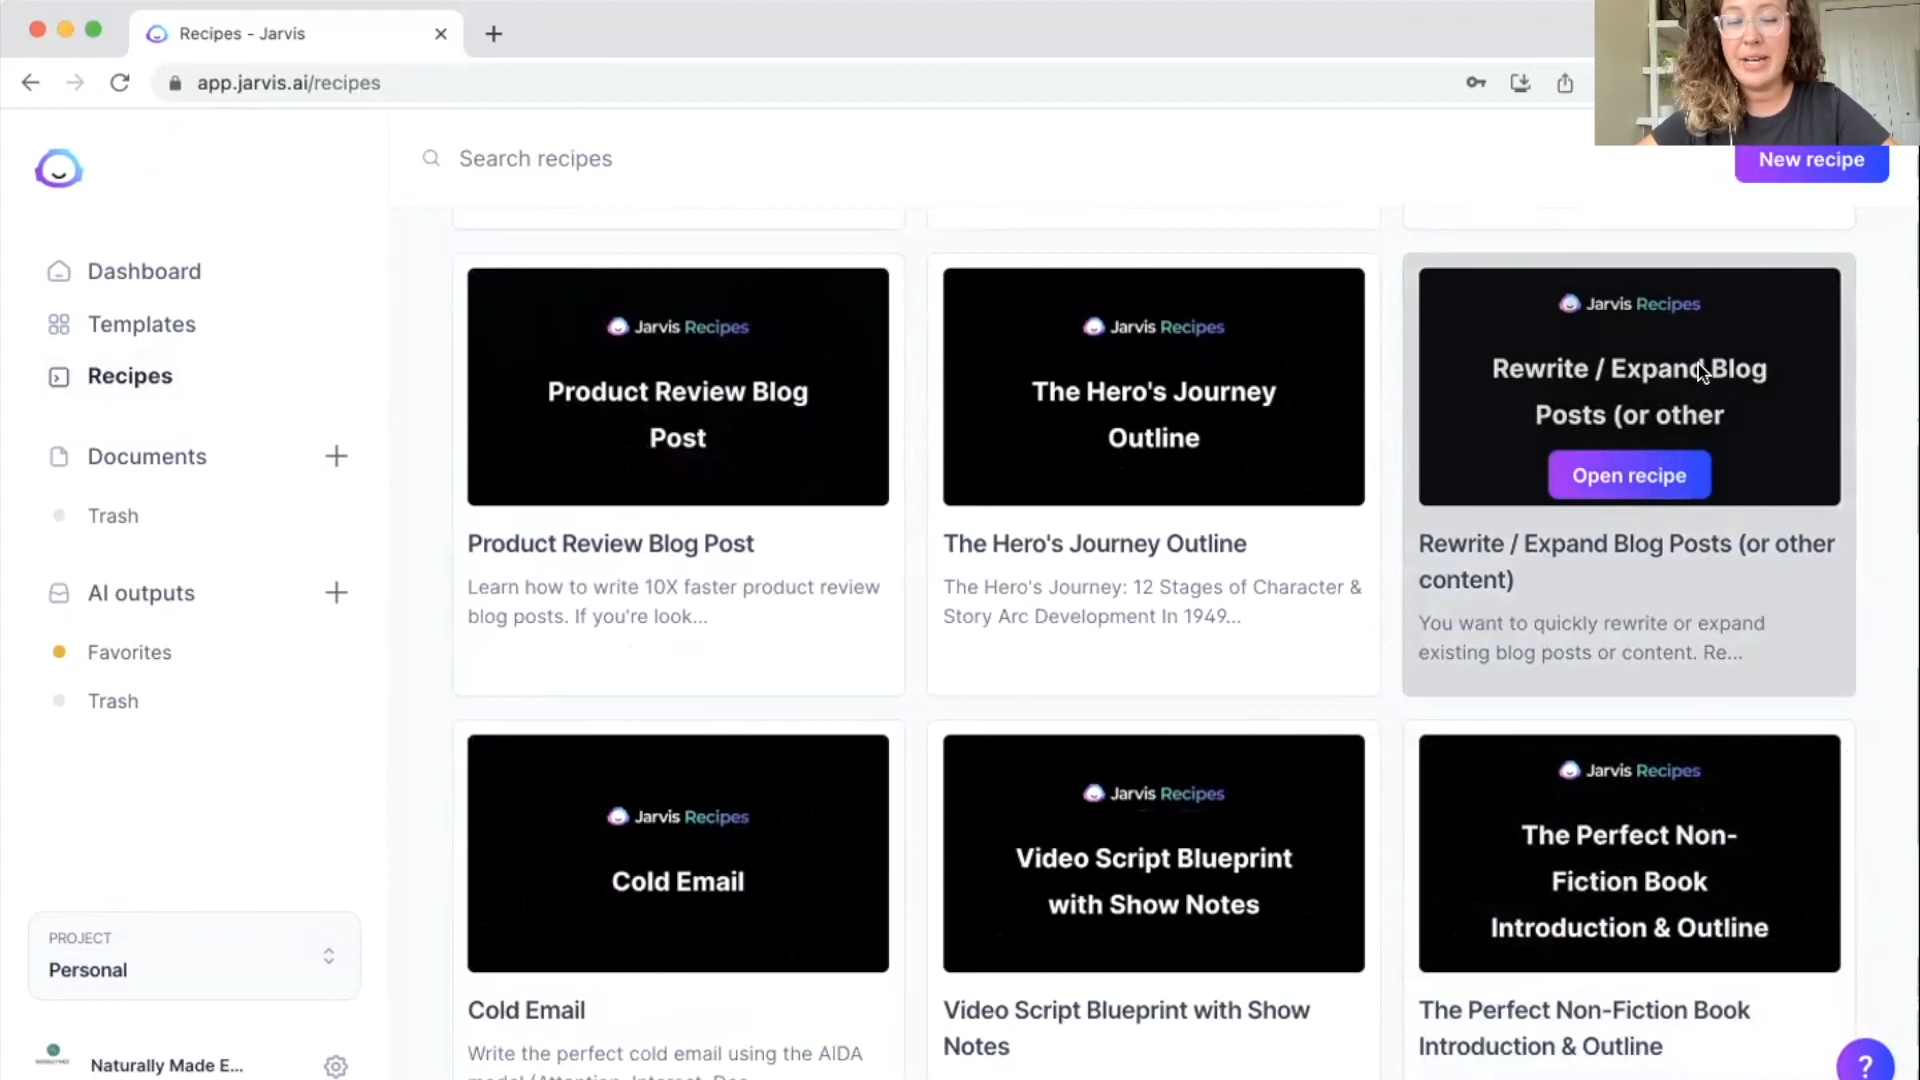 Recipes - Jarvis
app.jarvis.ai/recipes
Search recipes
New recipe
Dashboard
Templates
Recipes
Documents
Trash
AI outputs
Favorites
Trash
PROJECT
Personal
Naturally Made E...
Jarvis Recipes
Product Review Blog
Post
Product Review Blog Post
Learn how to write 10X faster product review
blog posts. If you're look...
Jarvis Recipes
The Hero's Journey
Outline
The Hero's Journey Outline
The Hero's Journey: 12 Stages of Character &
Story Arc Development In 1949...
Jarvis Recipes
Rewrite / Expand Blog
Posts (or other
Open recipe
Rewrite / Expand Blog Posts (or other
content)
You want to quickly rewrite or expand
existing blog posts or content. Re...
Jarvis Recipes
Cold Email
Cold Email
Write the perfect cold email using the AIDA
Jarvis Recipes
Video Script Blueprint
with Show Notes
Video Script Blueprint with Show
Notes
Jarvis Recipes
The Perfect Non-
Fiction Book
Introduction & Outline
The Perfect Non-Fiction Book
Introduction & Outline
?